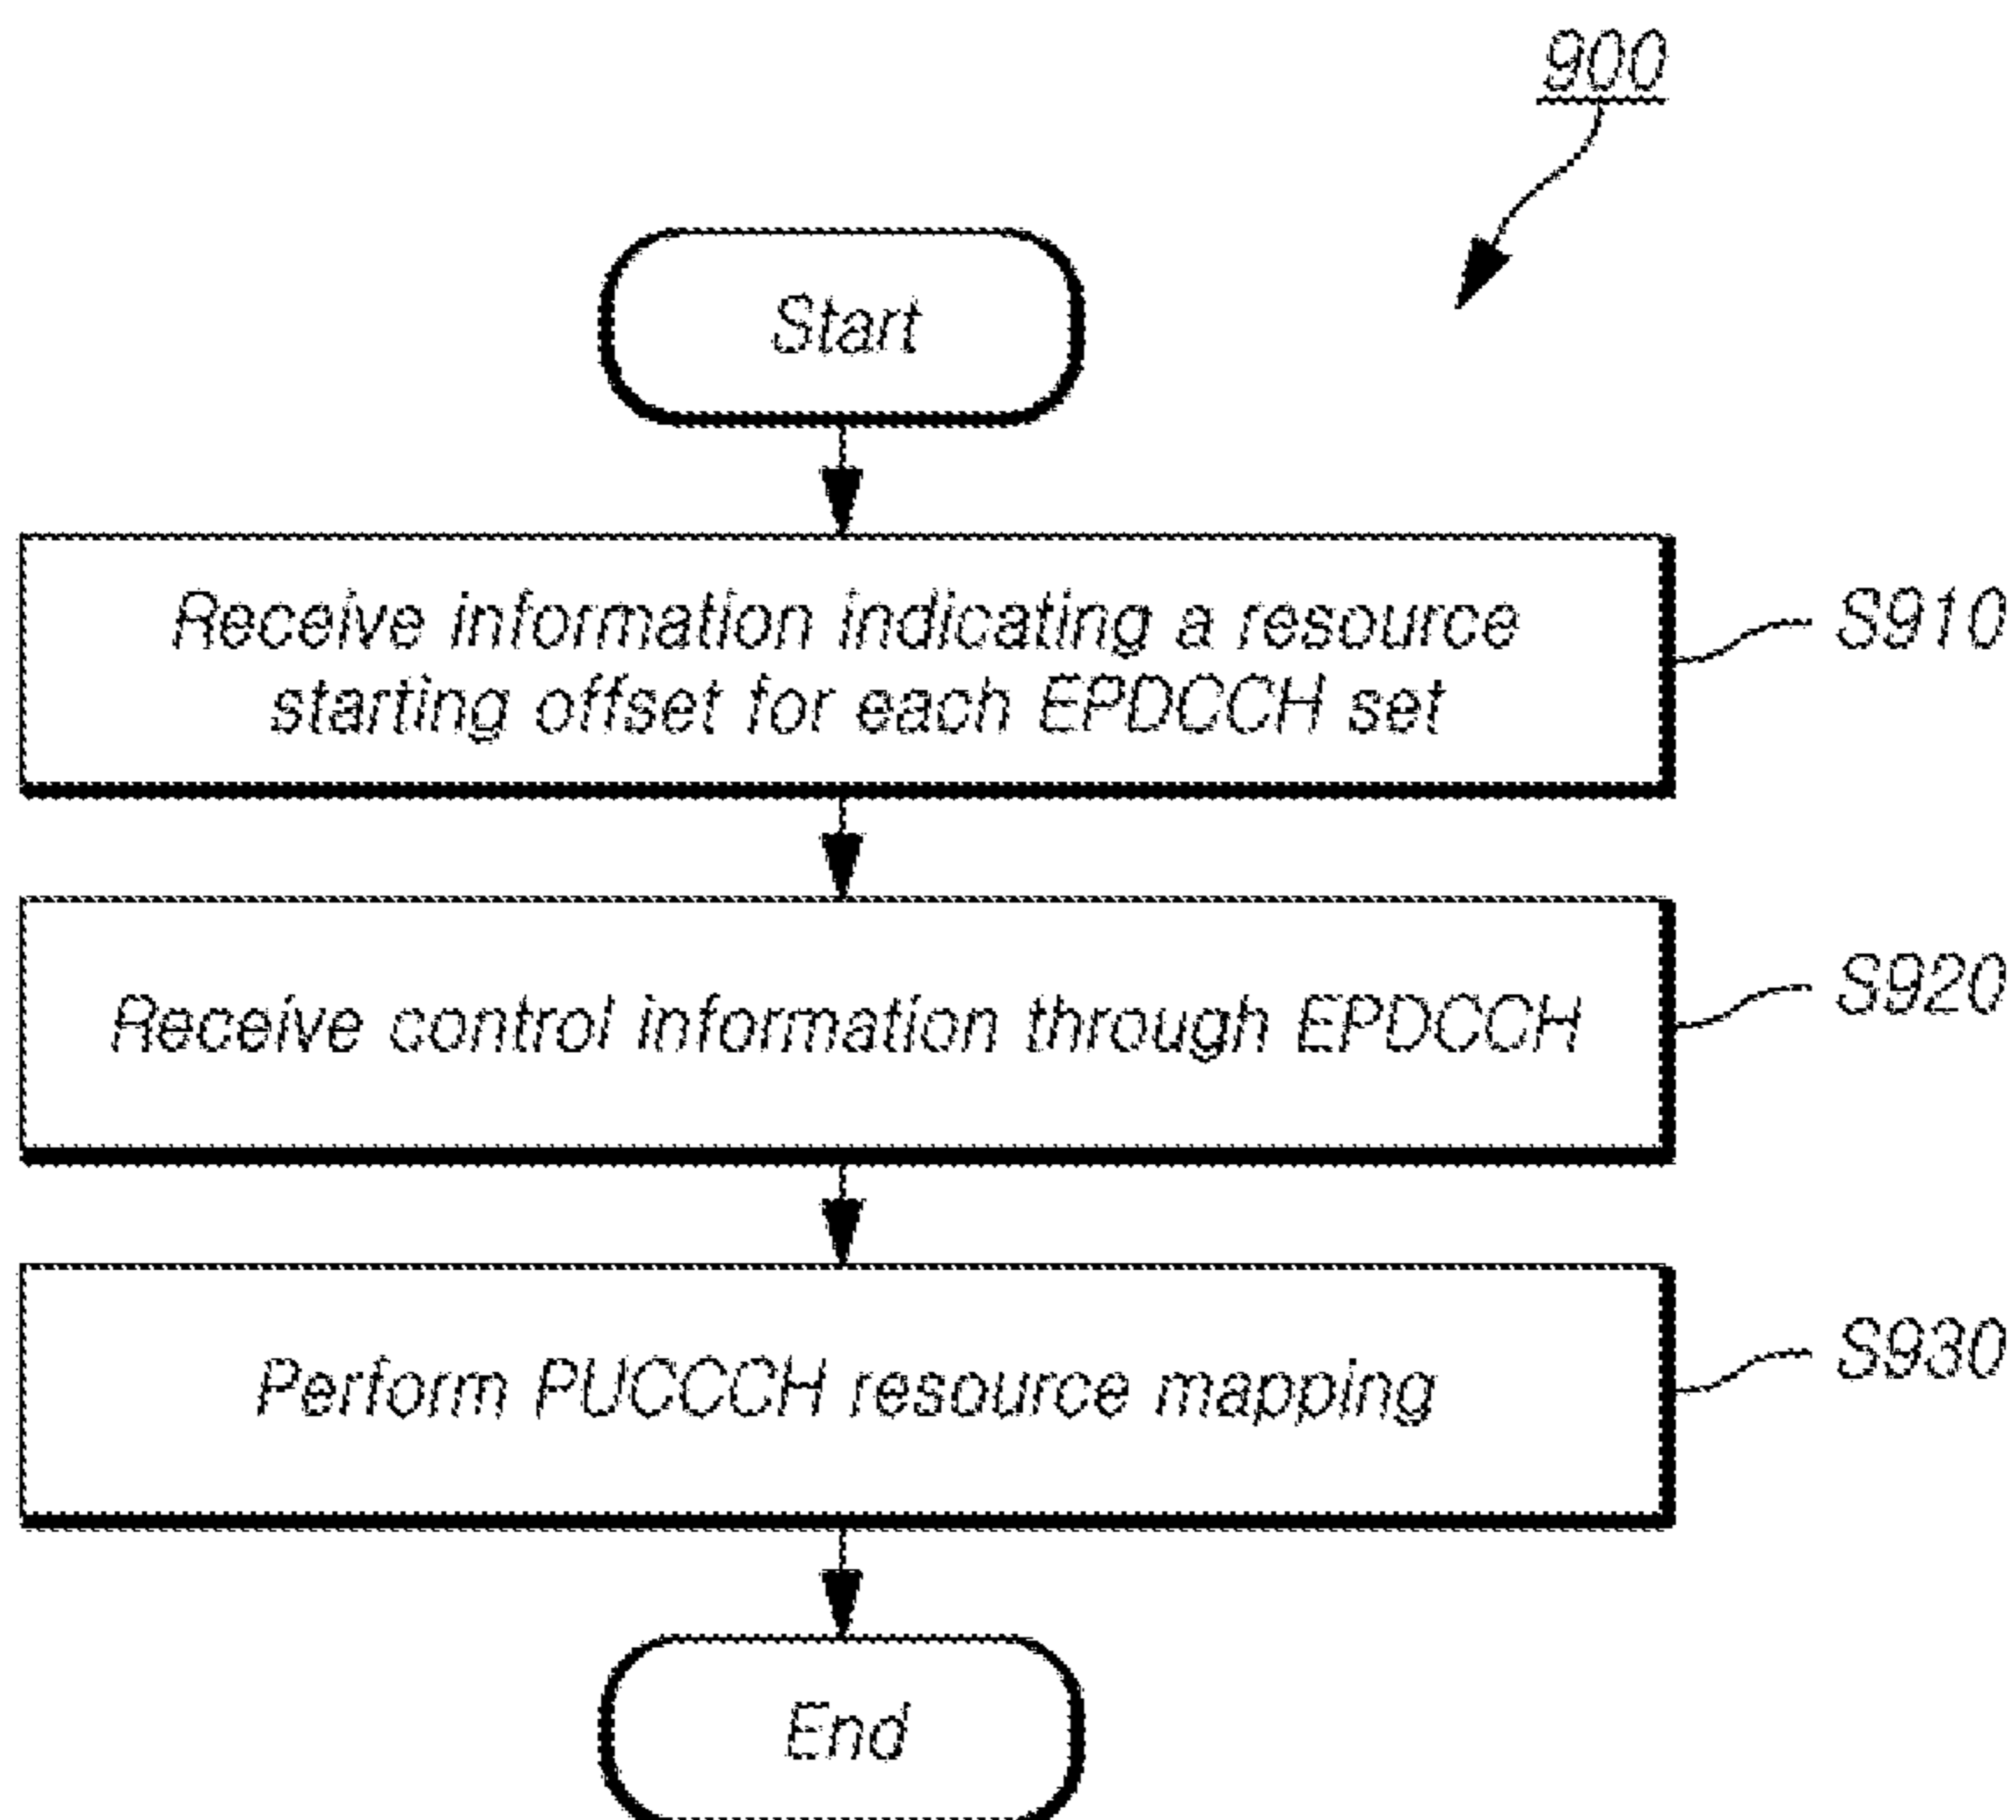 900
Start
Receive information indicating a resource
starting offset for each EPDCCH set
S910
Receive control information through EPDCCH
S920
Perform PUCCCH resource mapping
S930
End